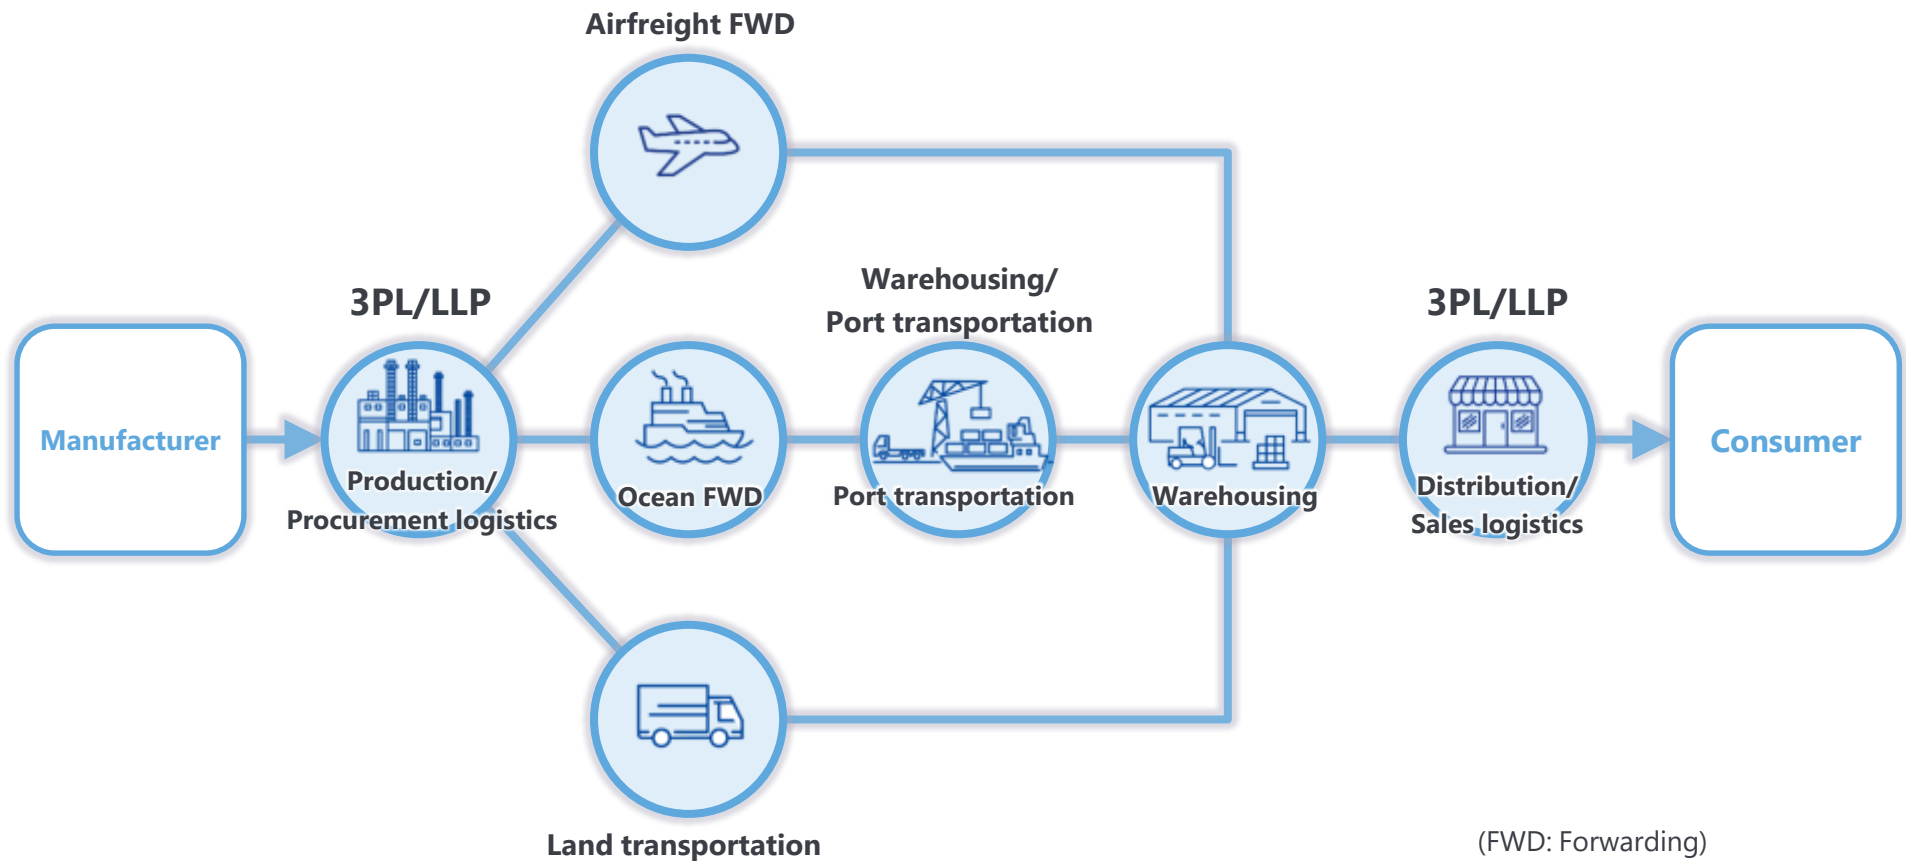 Airfreight FWD
3PL/LLP
Warehousing/
Port transportation
3PL/LLP
Manufacturer
Production/
Procurement logistics
Ocean FWD
Port transportation
Warehousing
Distribution/
Sales logistics
Consumer
Land transportation
(FWD: Forwarding)